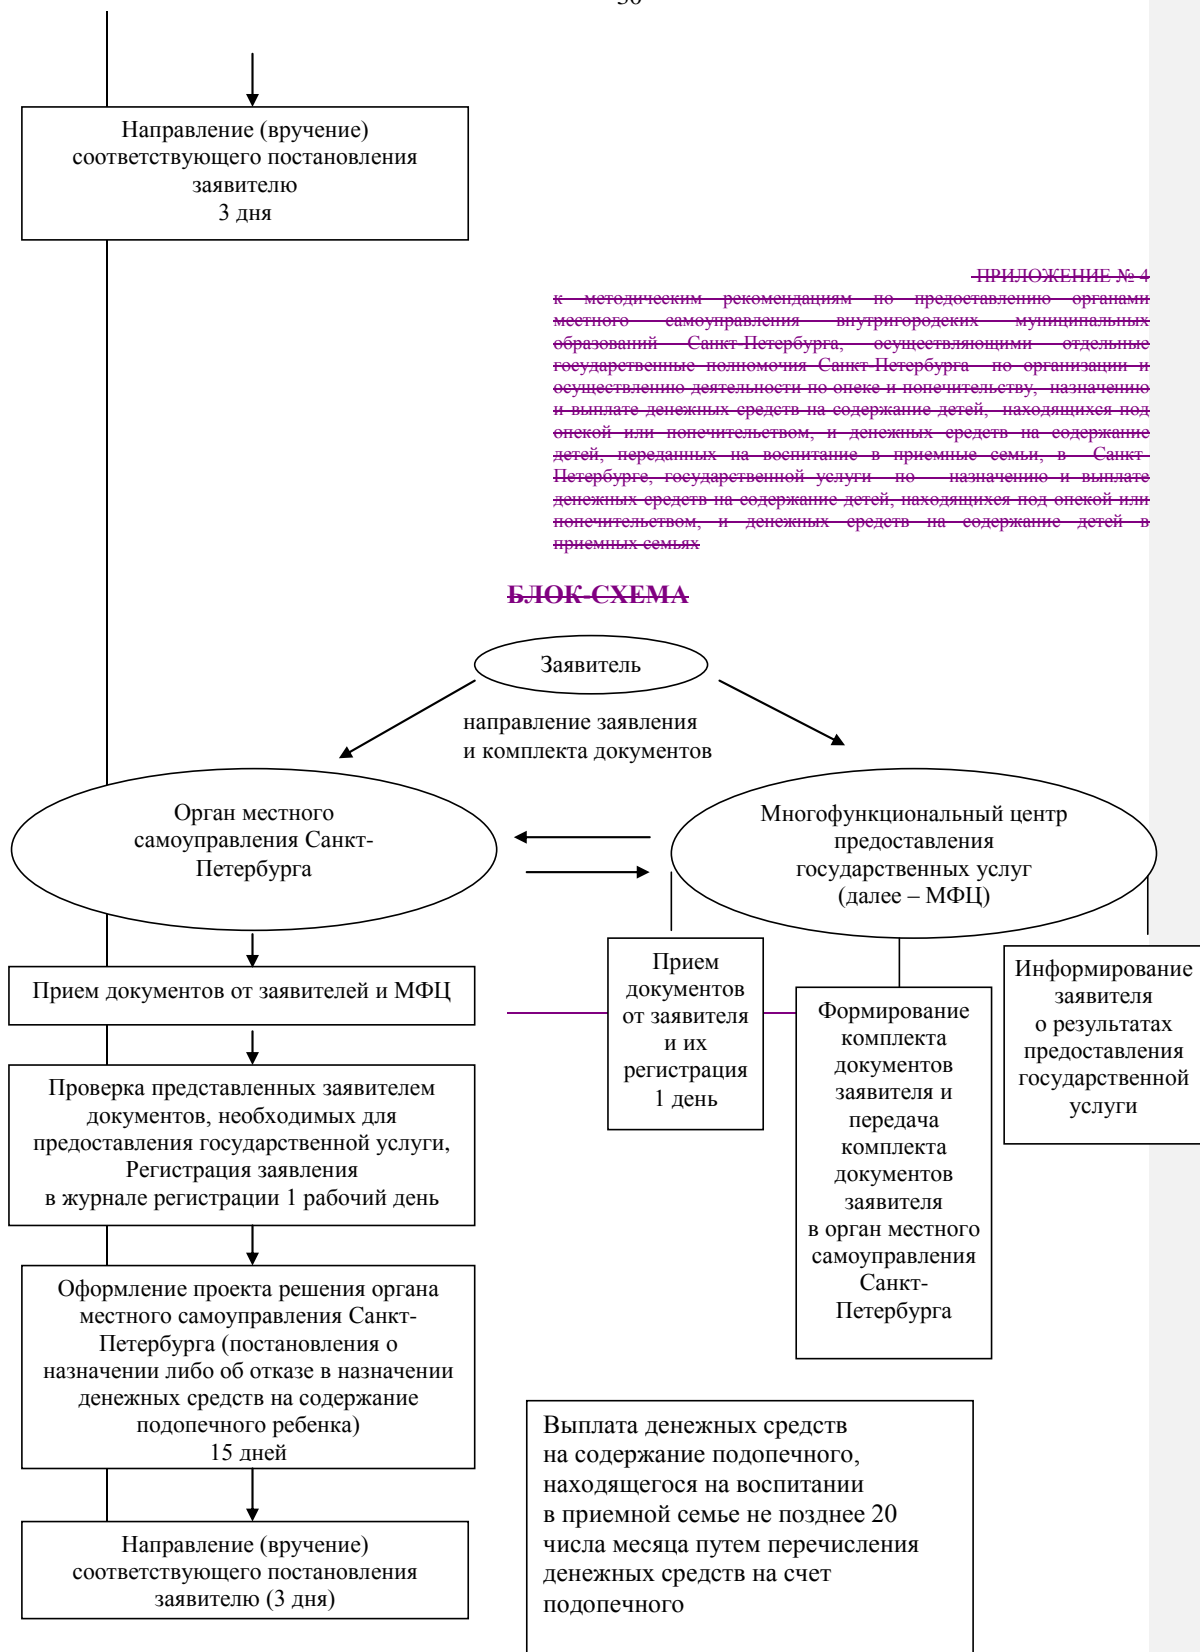 Направление (вручение)
соответствующего постановления
заявителю
3 дня
ПРИЛОЖЕНИЕ № 4
к методическим рекомендациям по предоставлению органами
местного самоуправления внутригородских муниципальных
образований Санкт-Петербурга, осуществляющими отдельные
государственные полномочия Санкт-Петербурга по организации и
осуществлению деятельности по опеке и попечительству, назначению
и выплате денежных средств на содержание детей, находящихся под
опекой или попечительством, и денежных средств на содержание
детей, переданных на воспитание в приемные семьи, в Санкт-
Петербурге, государственной услуги по назначению и выплате
денежных средств на содержание детей, находящихся под опекой или
попечительством, и денежных средств на содержание детей в
приемных семьях
БЛОК-СХЕМА
Заявитель
направление заявления
и комплекта документов
Орган местного
самоуправления Санкт-
Петербурга
Многофункциональный центр
предоставления
государственных услуг
(далее – МФЦ)
Прием документов от заявителей и МФЦ
Прием
документов
от заявителя
и их
регистрация
1 день
Формирование
комплекта
документов
заявителя и
передача
комплекта
документов
заявителя
в орган местного
самоуправления
Санкт-
Петербурга
Информирование
заявителя
о результатах
предоставления
государственной
услуги
Проверка представленных заявителем
документов, необходимых для
предоставления государственной услуги,
Регистрация заявления
в журнале регистрации 1 рабочий день
Оформление проекта решения органа
местного самоуправления Санкт-
Петербурга (постановления о
назначении либо об отказе в назначении
денежных средств на содержание
подопечного ребенка)
15 дней
Направление (вручение)
соответствующего постановления
заявителю (3 дня)
Выплата денежных средств
на содержание подопечного,
находящегося на воспитании
в приемной семье не позднее 20
числа месяца путем перечисления
денежных средств на счет
подопечного